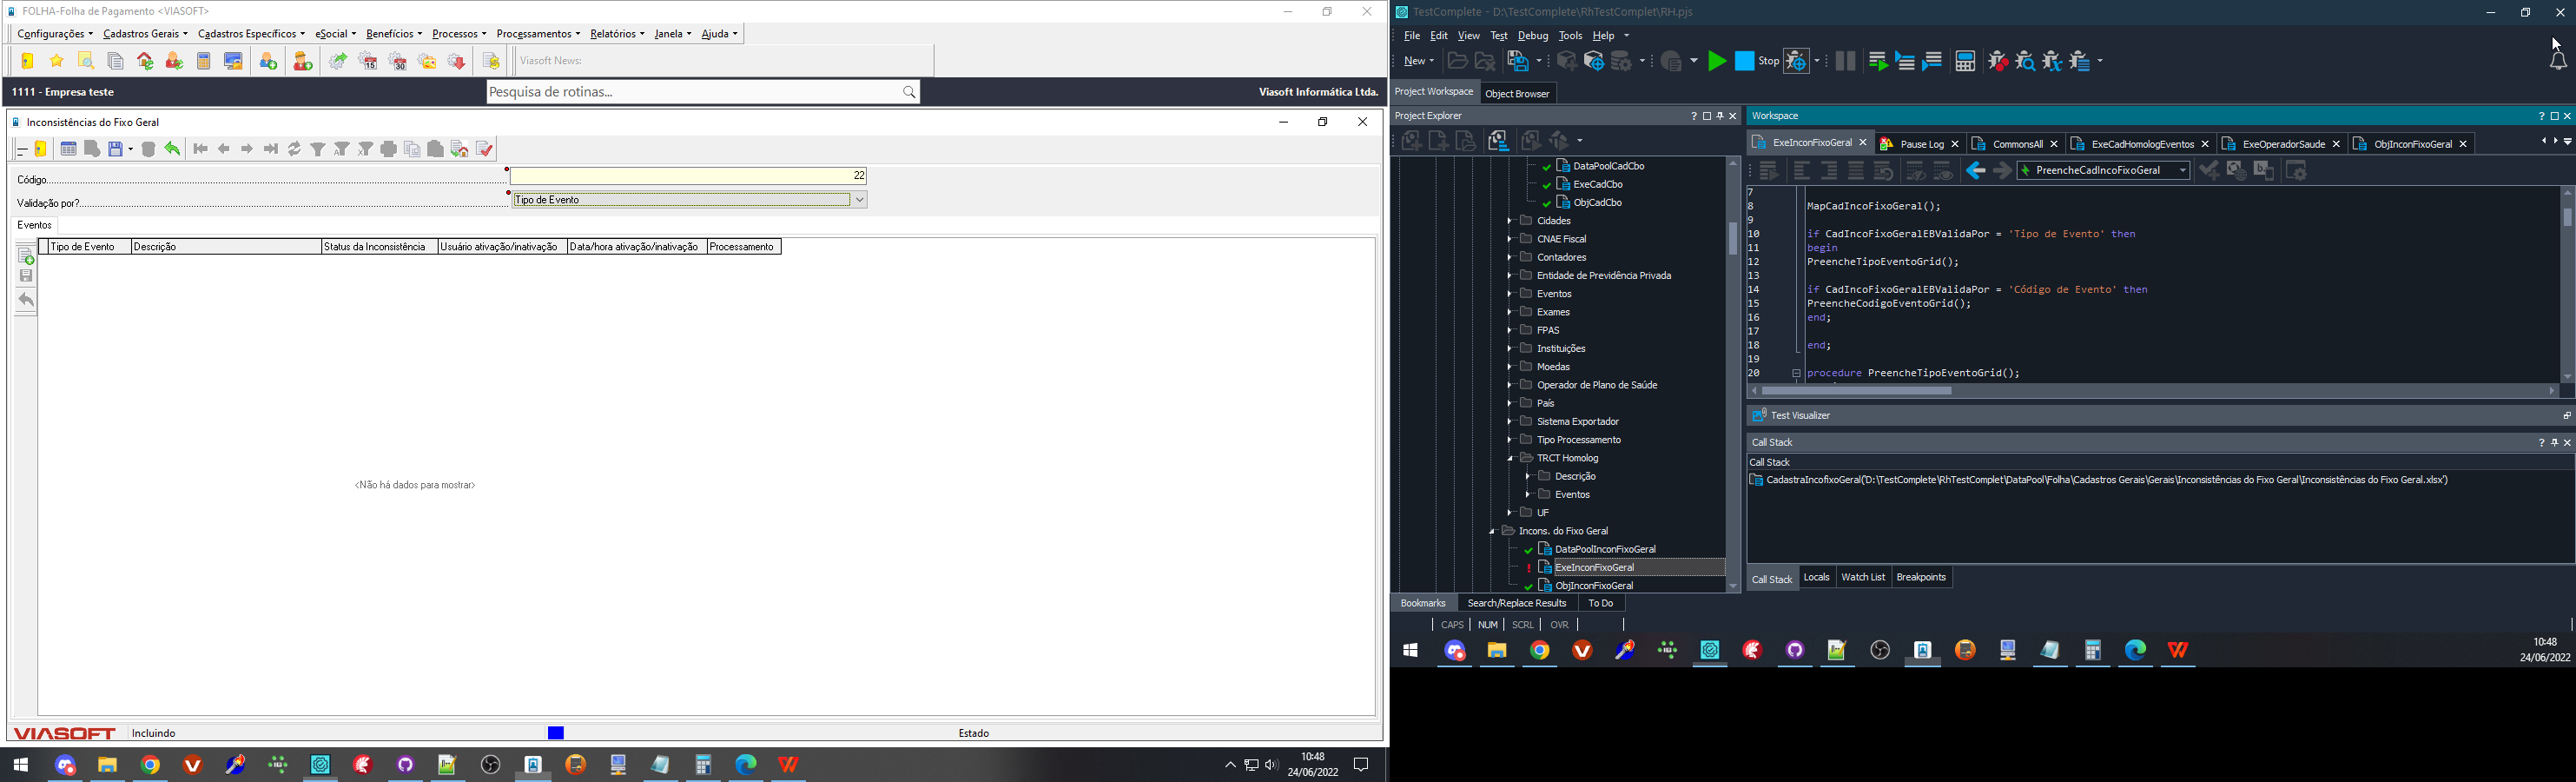 FOLHA-Folha de Pagamento <VIASOFT>
Configurações Cadastros Gerais Cadastros Específicos eSocial Benefícios Processos Processamentos Relatórios Janela Ajuda
Viasoft News:
1111 - Empresa teste
Pesquisa de rotinas...
Viasoft Informática Ltda.
Inconsistências do Fixo Geral
Código
22
Validação por?
Tipo de Evento
Eventos
Tipo de Evento Descrição Status da Inconsistência Usuário ativação/inativação Data/hora ativação/inativação Processamento
<Não há dados para mostrar>
VIASOFT Incluindo Estado
10:48
24/06/2022
TestComplete - D:\TestComplete\RhTestComplet\RH.pjs
File Edit View Test Debug Tools Help
New Stop
Project Workspace Object Browser
Project Explorer
DataPoolCadCbo
ExeCadCbo
ObjCadCbo
Cidades
CNAE Fiscal
Contadores
Entidade de Previdência Privada
Eventos
Exames
FPAS
Instituições
Moedas
Operador de Plano de Saúde
País
Sistema Exportador
Tipo Processamento
TRCT Homolog
Descrição
Eventos
UF
Incons. do Fixo Geral
DataPoolInconFixoGeral
ExeInconFixoGeral
ObjInconFixoGeral
Bookmarks Search/Replace Results To Do
CAPS NUM SCRL OVR
Workspace
ExeInconFixoGeral Pause Log CommonsAll ExeCadHomologEventos ExeOperadorSaude ObjInconFixoGeral
PreencheCadIncoFixoGeral
7
8 MapCadIncoFixoGeral();
9
10 if CadIncoFixoGeralEBValidaPor = 'Tipo de Evento' then
11 begin
12 PreencheTipoEventoGrid();
13
14 if CadIncoFixoGeralEBValidaPor = 'Código de Evento' then
15 PreencheCodigoEventoGrid();
16 end;
17
18 end;
19
20 procedure PreencheTipoEventoGrid();
Test Visualizer
Call Stack
Call Stack
CadastraIncofixoGeral('D:\TestComplete\RhTestComplet\DataPool\Folha\Cadastros Gerais\Gerais\Inconsistências do Fixo Geral\Inconsistências do Fixo Geral.xlsx')
Call Stack Locals Watch List Breakpoints
10:48
24/06/2022